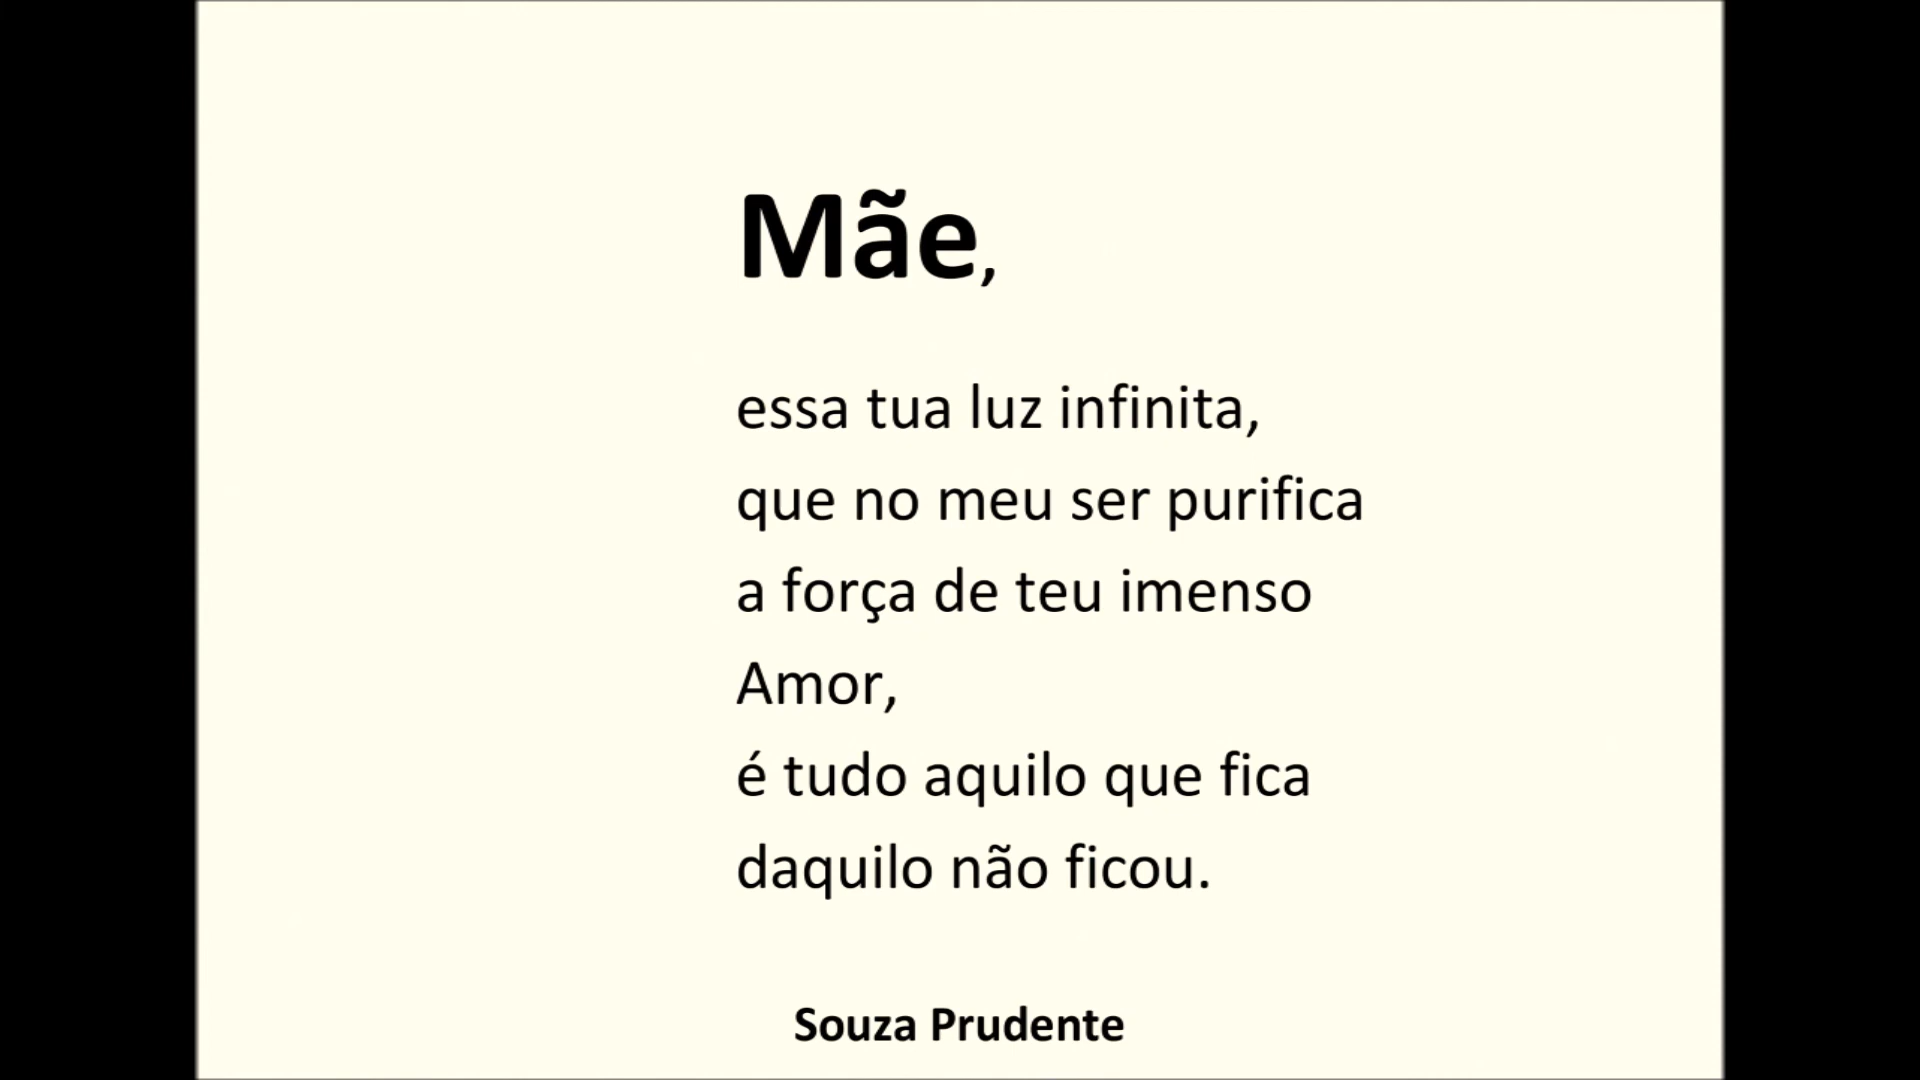 Mãe,
essa tua luz infinita,
que no meu ser purifica
a força de teu imenso
Amor,
é tudo aquilo que fica
daquilo não ficou.
Souza Prudente